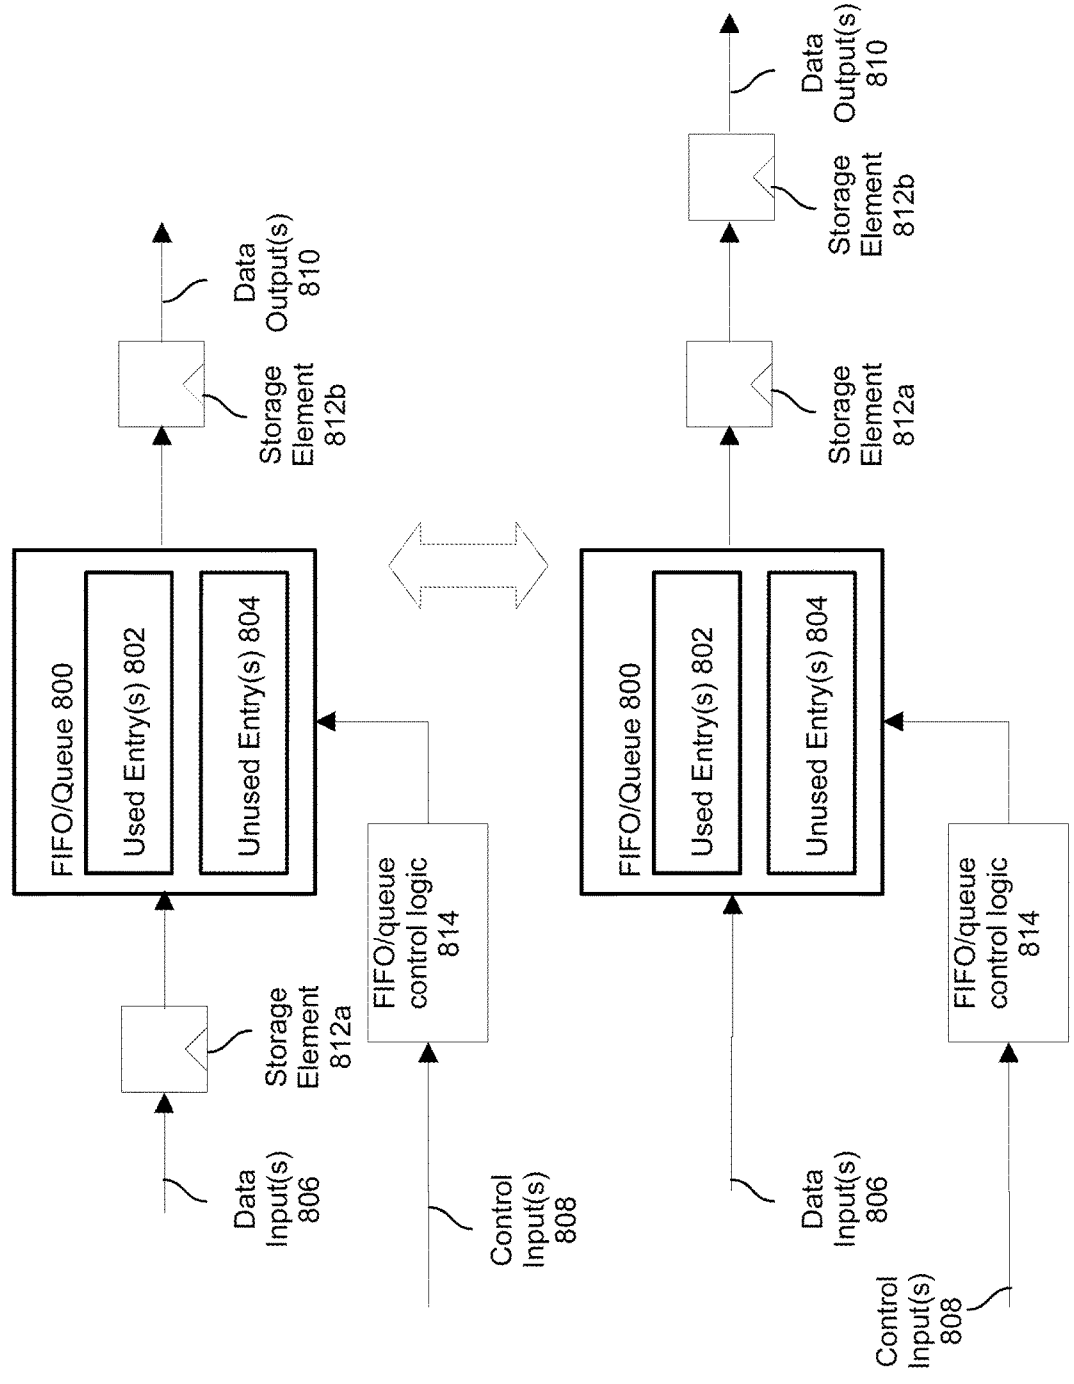 FIFO/Queue 800
Used Entry(s) 802
Unused Entry(s) 804
Data
Input(s)
806
Storage
Element
812a
Storage
Element
812b
Data
Output(s)
810
FIFO/queue
control logic
814
Control
Input(s)
808
FIFO/Queue 800
Used Entry(s) 802
Unused Entry(s) 804
Data
Input(s)
806
Storage
Element
812a
Storage
Element
812b
Data
Output(s)
810
FIFO/queue
control logic
814
Control
Input(s)
808